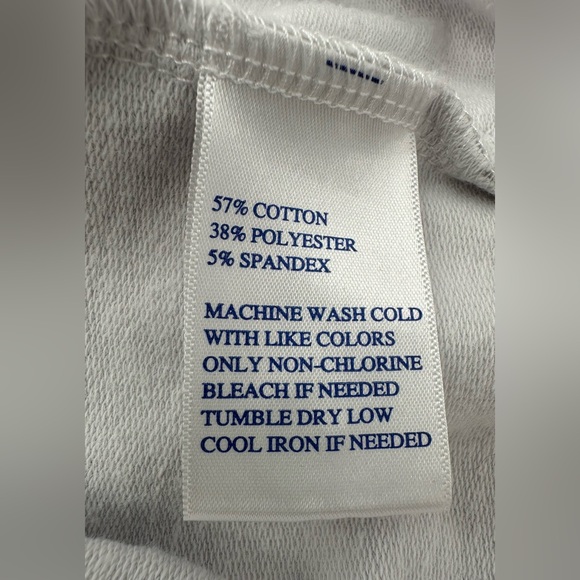 57% COTTON
38% POLYESTER
5% SPANDEX
MACHINE WASH COLD
WITH LIKE COLORS
ONLY NON-CHLORINE
BLEACH IF NEEDED
TUMBLE DRY LOW
COOL IRON IF NEEDED